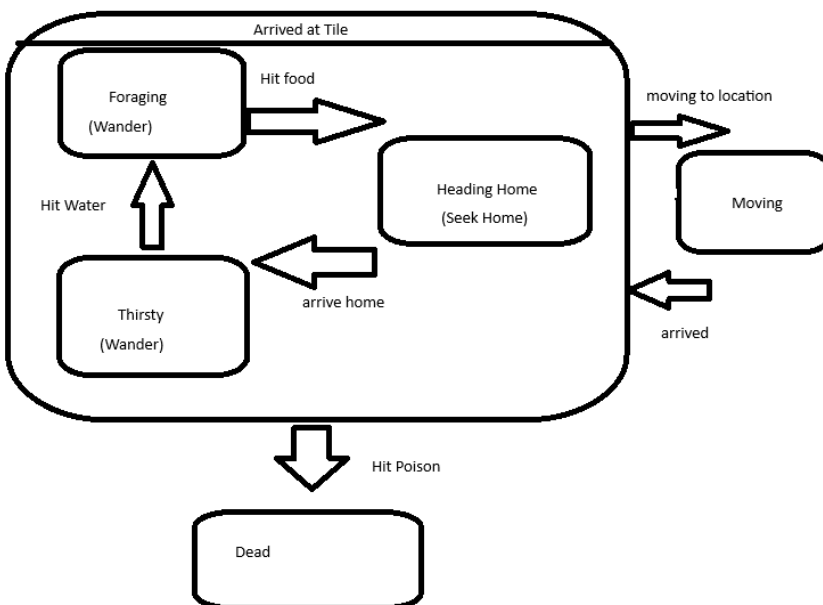 Arrived at Tile
Foraging
(Wander)
Hit food
moving to location
Heading Home
(Seek Home)
Moving
Hit Water
Thirsty
(Wander)
arrive home
arrived
Hit Poison
Dead